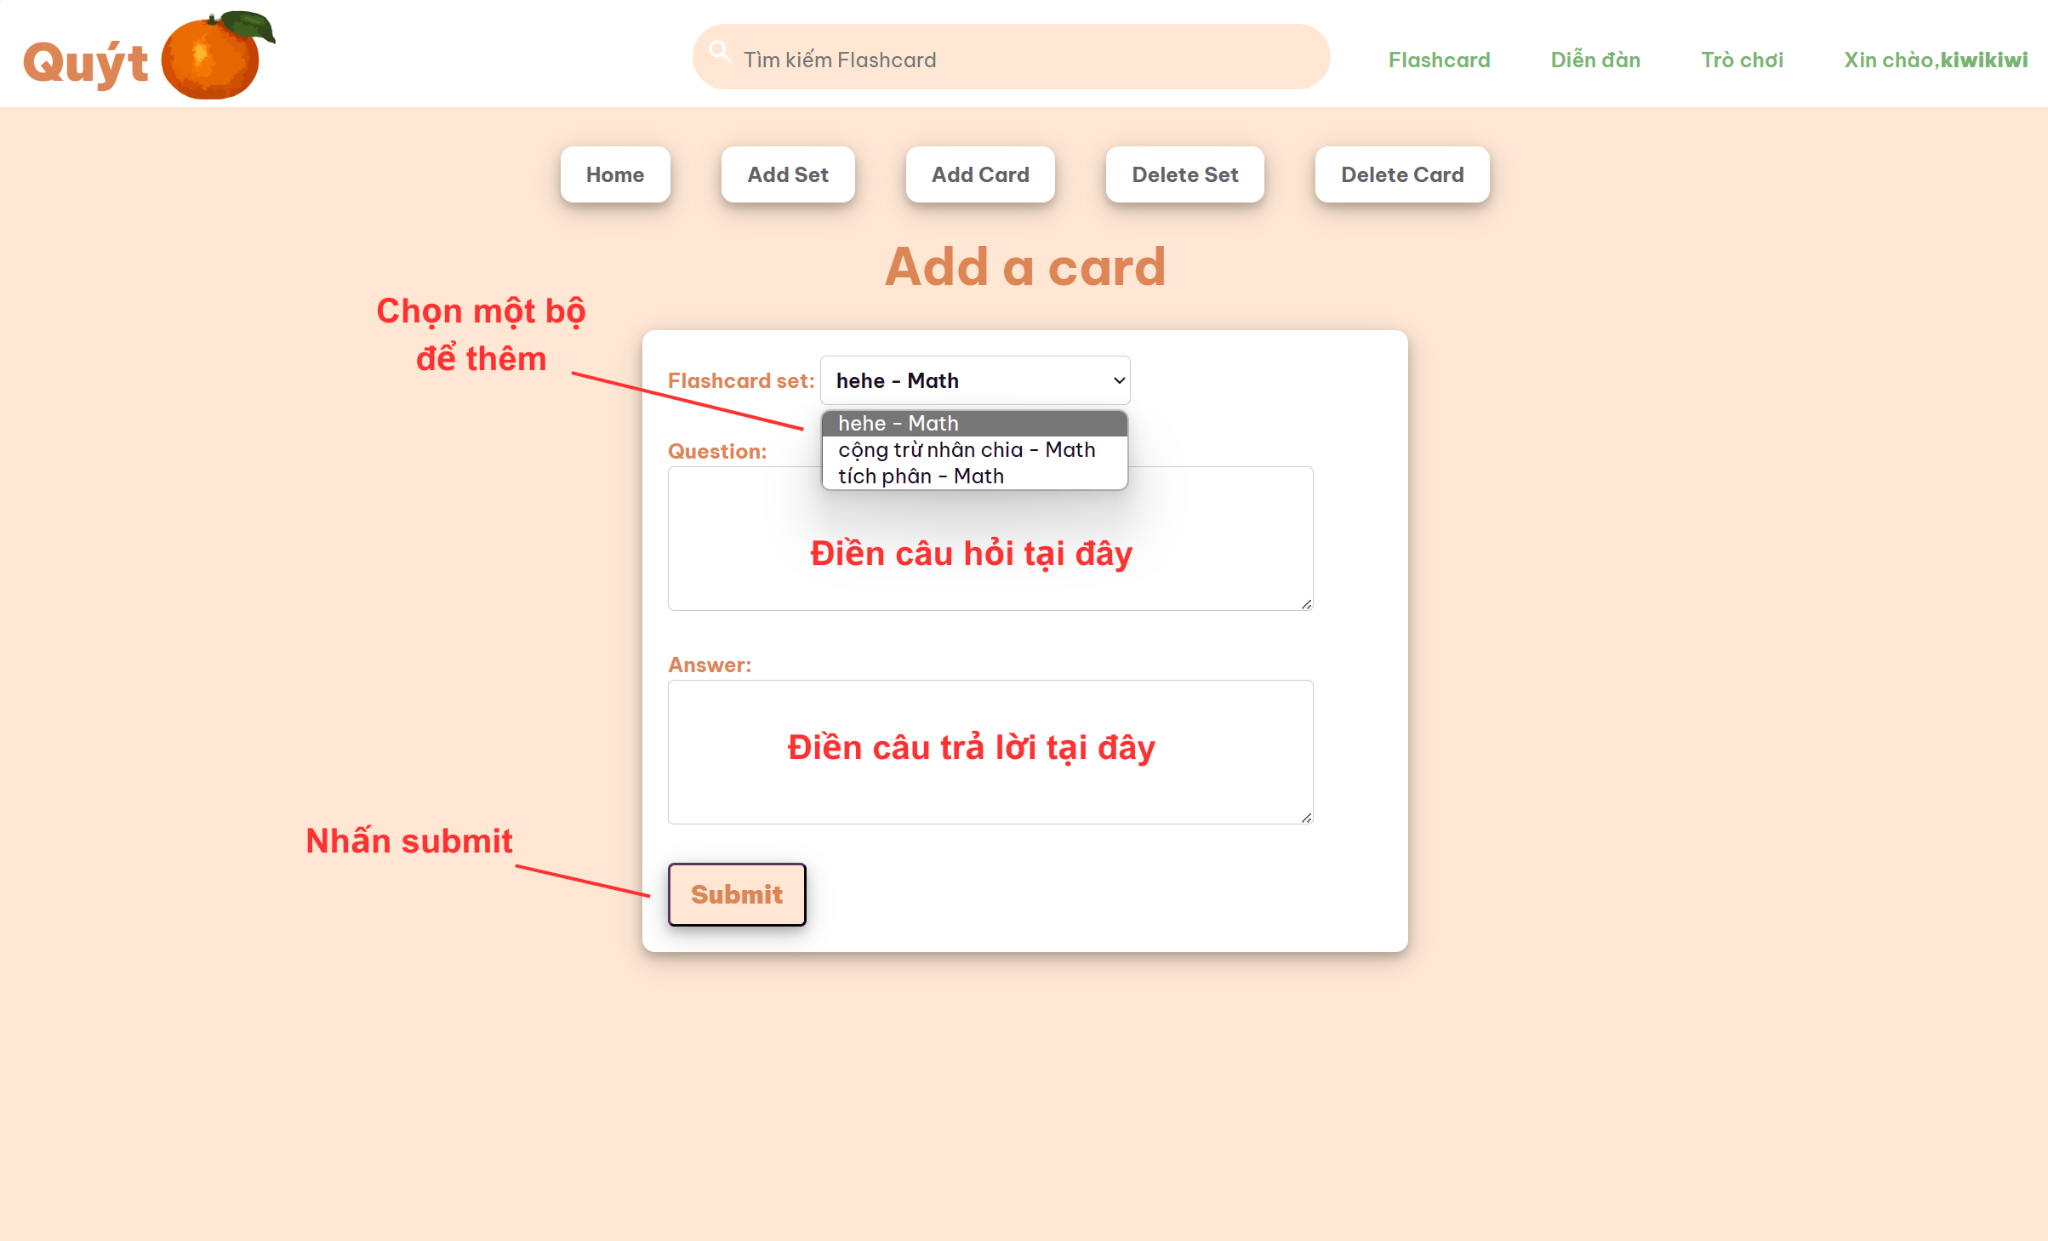 Quýt
Tìm kiếm Flashcard
Flashcard
Diễn đàn
Trò chơi
Xin chào,kiwikiwi
Home
Add Set
Add Card
Delete Set
Delete Card
Add a card
Chọn một bộ
để thêm
Flashcard set:
hehe - Math
hehe - Math
cộng trừ nhân chia - Math
tích phân - Math
Question:
Điền câu hỏi tại đây
Answer:
Điền câu trả lời tại đây
Nhấn submit
Submit